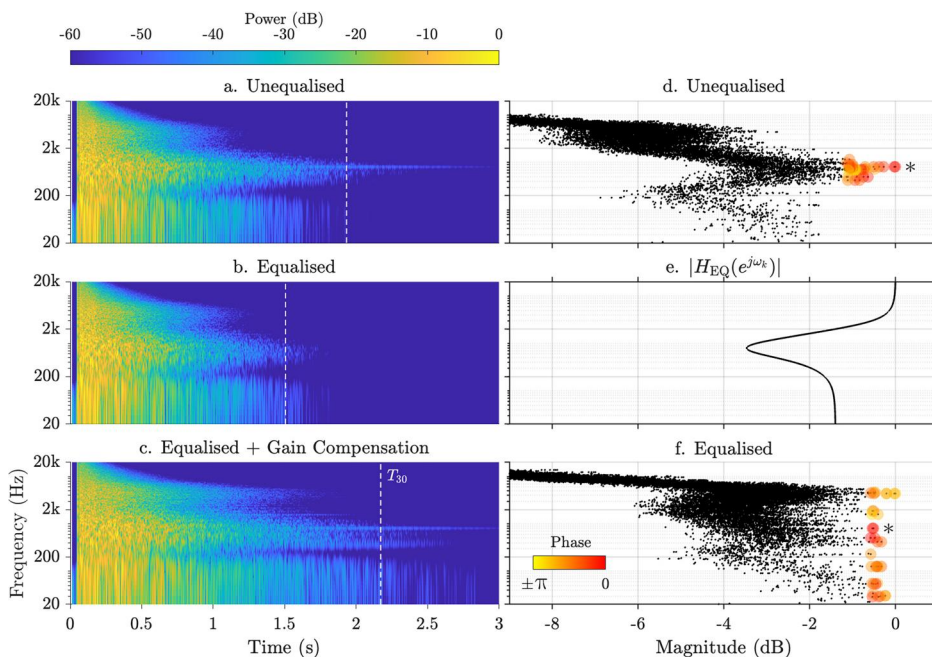 Power (dB)
-60 -50 -40 -30 -20 -10 0
a. Unequalised
20k
2k
200
20
d. Unequalised
*
b. Equalised
20k
2k
200
20
e. |H_EQ(e^{jω_k})|
c. Equalised + Gain Compensation
T_30
20k
2k
200
20
Frequency (Hz)
0 0.5 1 1.5 2 2.5 3
Time (s)
f. Equalised
*
Phase
±π 0
-8 -6 -4 -2 0
Magnitude (dB)